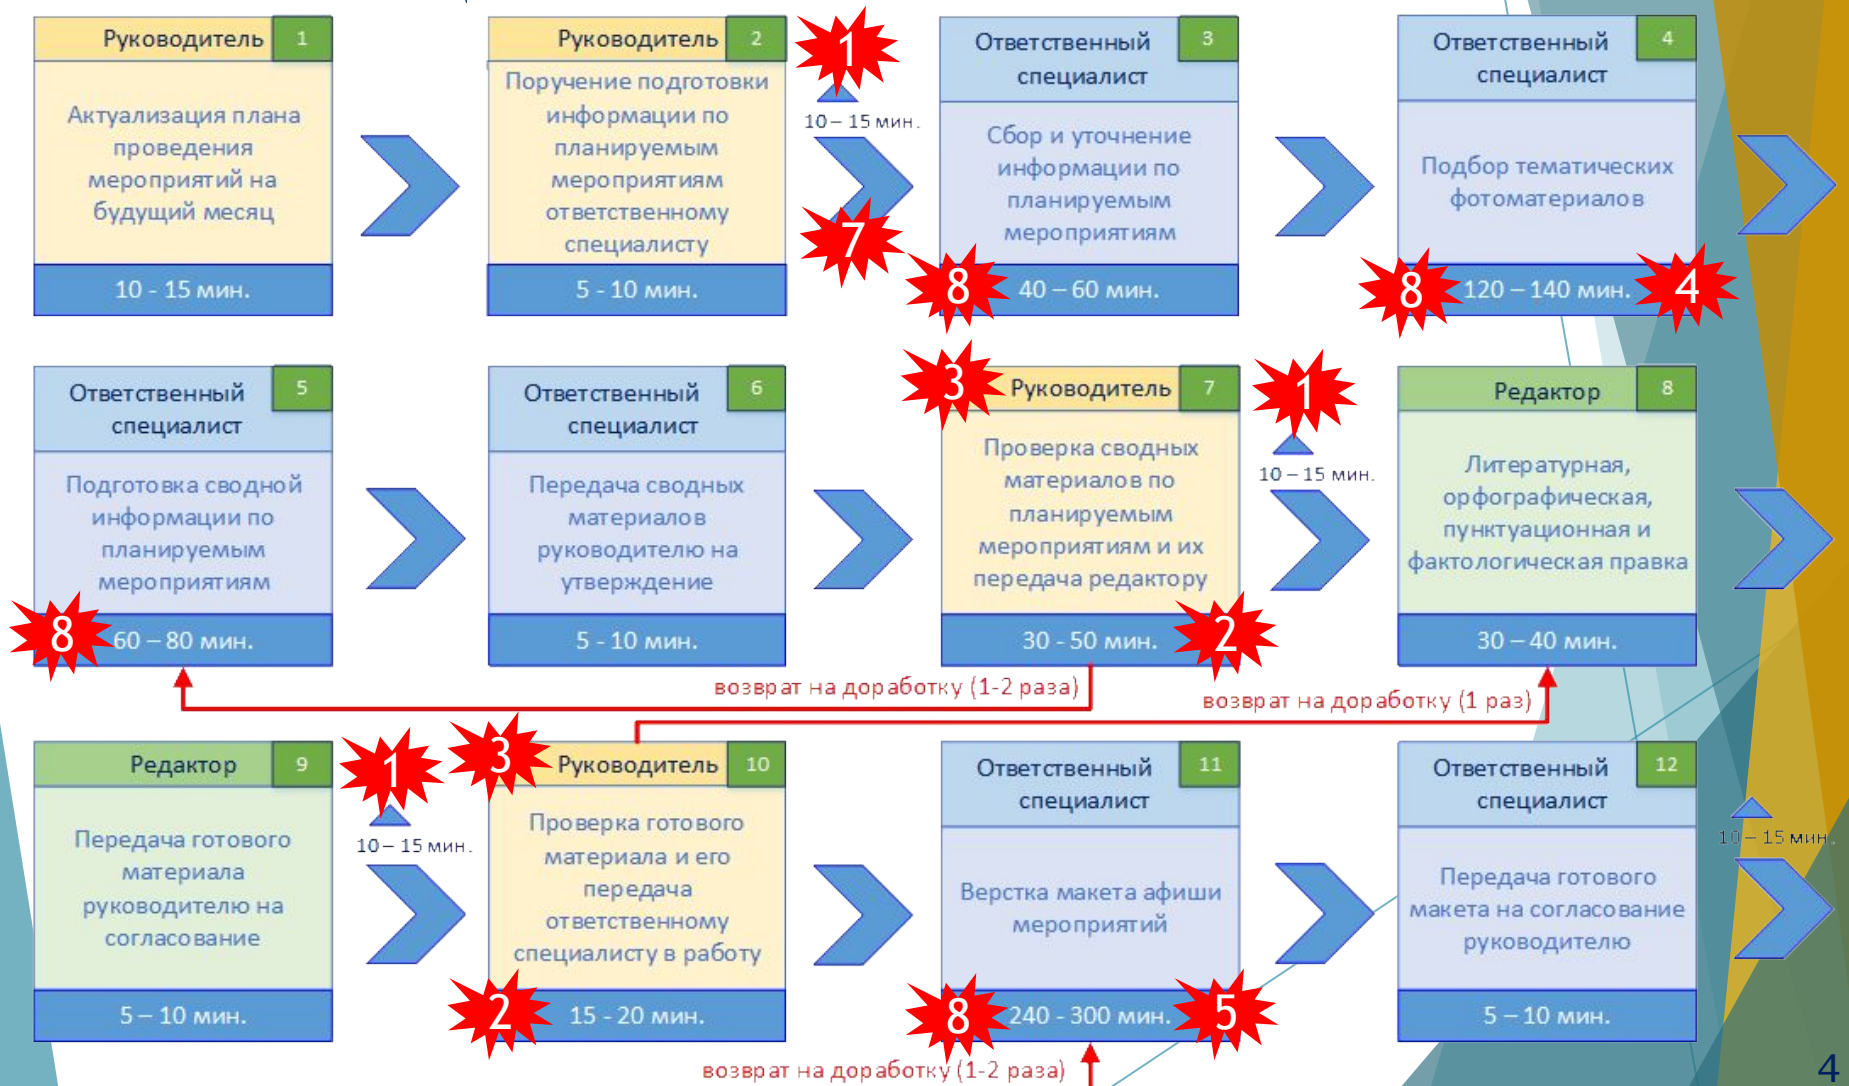 Руководитель 1
Актуализация плана
проведения
мероприятий на
будущий месяц
10 - 15 мин.
Руководитель 2
Поручение подготовки
информации по
планируемым
мероприятиям
ответственному
специалисту
5 - 10 мин.
1
10 – 15 мин.
7
Ответственный 3
специалист
Сбор и уточнение
информации по
планируемым
мероприятиям
8 40 – 60 мин.
Ответственный 4
специалист
Подбор тематических
фотоматериалов
8 120 – 140 мин. 4
Ответственный 5
специалист
Подготовка сводной
информации по
планируемым
мероприятиям
8 60 – 80 мин.
Ответственный 6
специалист
Передача сводных
материалов
руководителю на
утверждение
5 - 10 мин.
3 Руководитель 7
Проверка сводных
материалов по
планируемым
мероприятиям и их
передача редактору
30 - 50 мин. 2
1
10 – 15 мин.
Редактор 8
Литературная,
орфографическая,
пунктуационная и
фактологическая правка
30 – 40 мин.
возврат на доработку (1-2 раза)
возврат на доработку (1 раз)
Редактор 9
Передача готового
материала
руководителю на
согласование
5 – 10 мин.
1
10 – 15 мин.
3 Руководитель 10
Проверка готового
материала и его
передача
ответственному
специалисту в работу
2 15 - 20 мин.
Ответственный 11
специалист
Верстка макета афиши
мероприятий
8 240 - 300 мин. 5
Ответственный 12
специалист
Передача готового
макета на согласование
руководителю
5 – 10 мин.
10 – 15 мин.
возврат на доработку (1-2 раза)
4